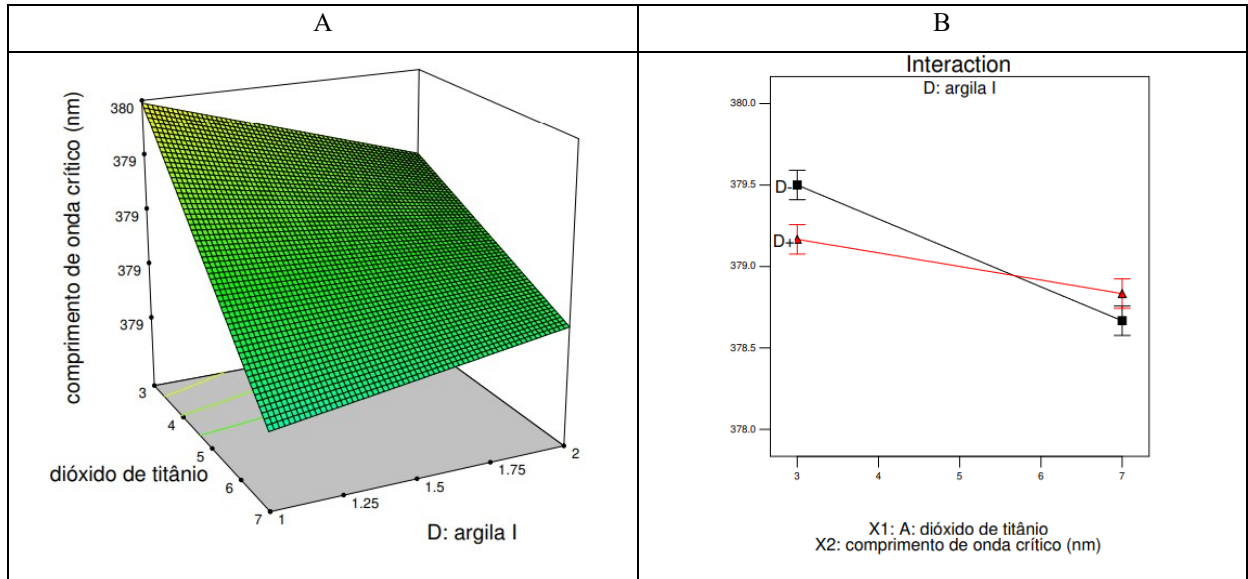 A
B
comprimento de onda crítico (nm)
380
379
379
379
379
3
4
5
6
7
dióxido de titânio
1
1.25
1.5
1.75
2
D: argila I
Interaction
D: argila I
380.0
379.5
379.0
378.5
378.0
D-
D+
3
4
5
6
7
X1: A: dióxido de titânio
X2: comprimento de onda crítico (nm)